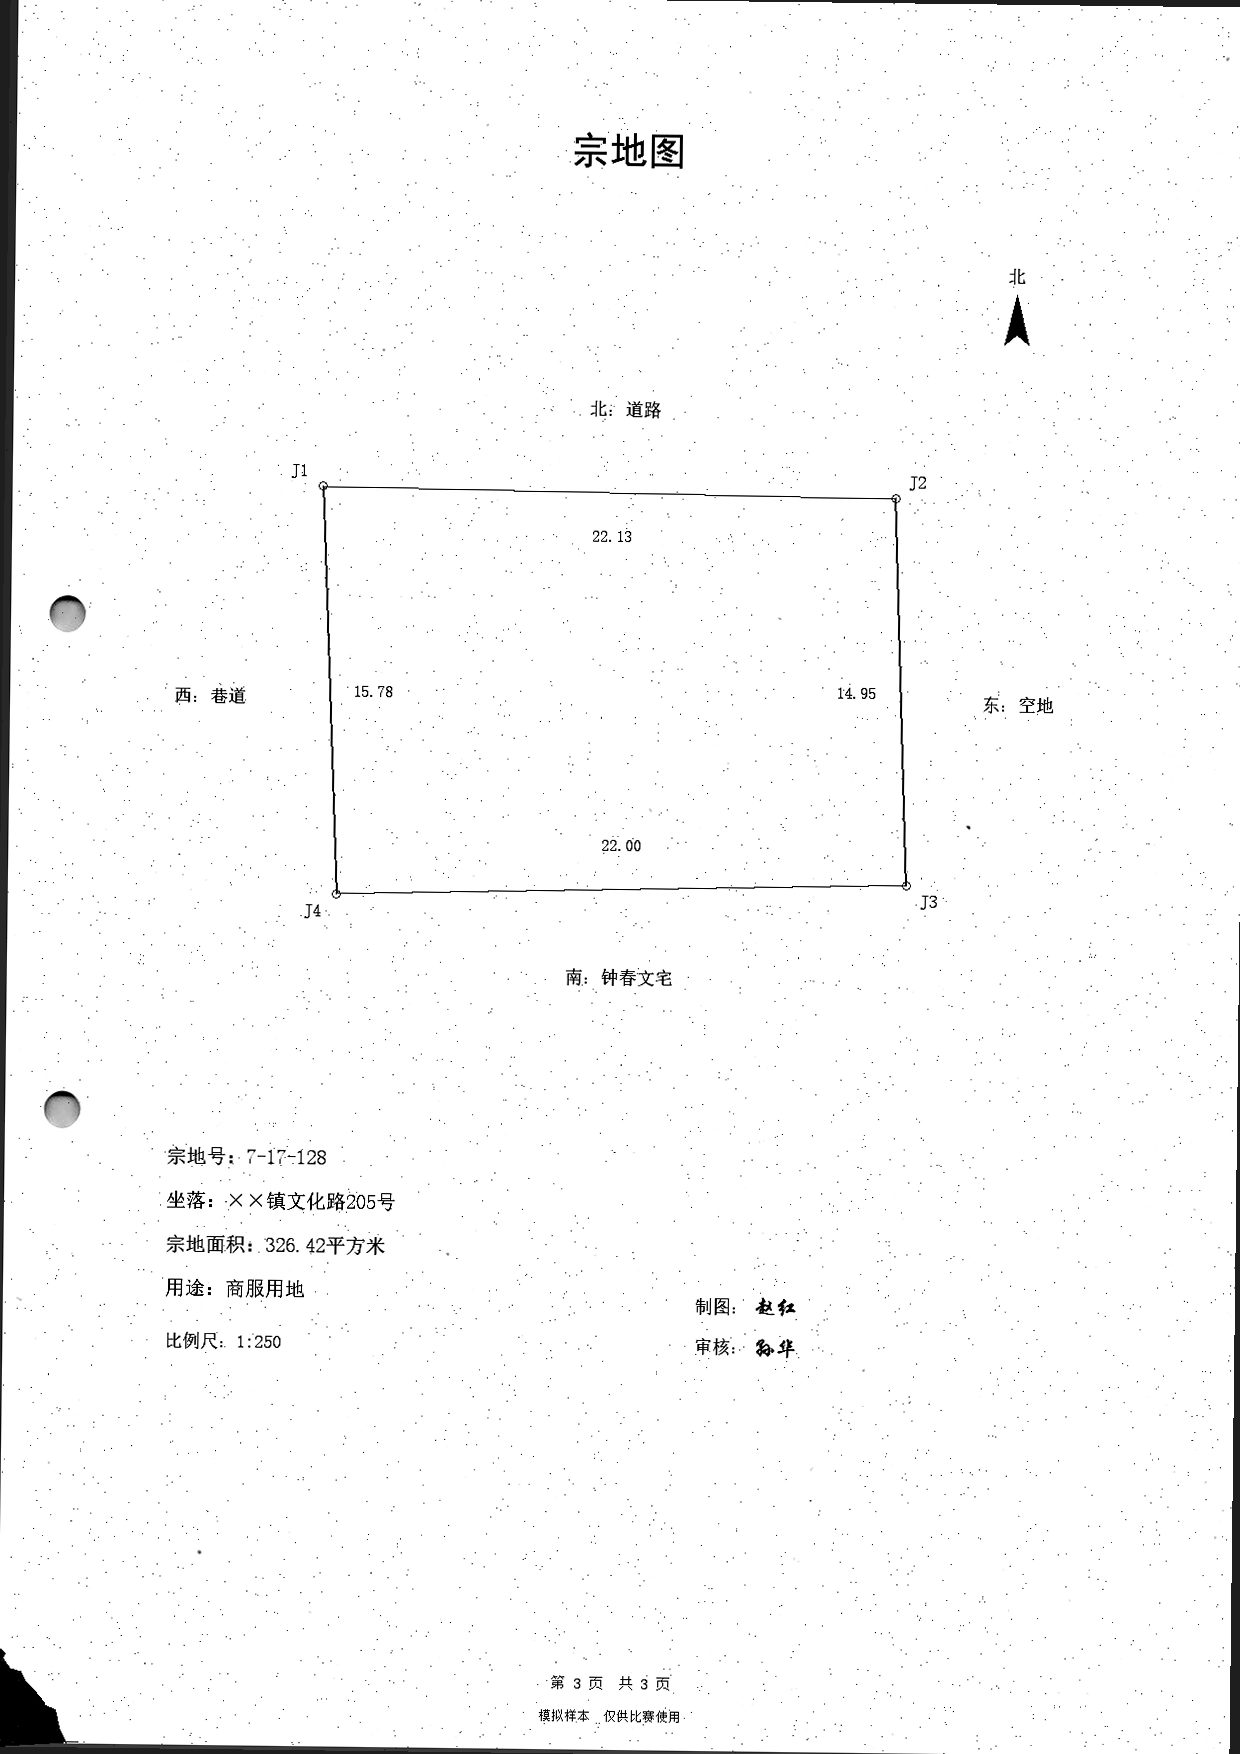 宗地图
北
北：道路
J1
J2
22.13
西：巷道
15.78
14.95
东：空地
22.00
J4
J3
南：钟春文宅
宗地号：7-17-128
坐落：××镇文化路205号
宗地面积：326.42平方米
用途：商服用地
制图：赵红
比例尺：1:250
审核：孙华
第 3 页 共 3 页
模拟样本 仅供比赛使用